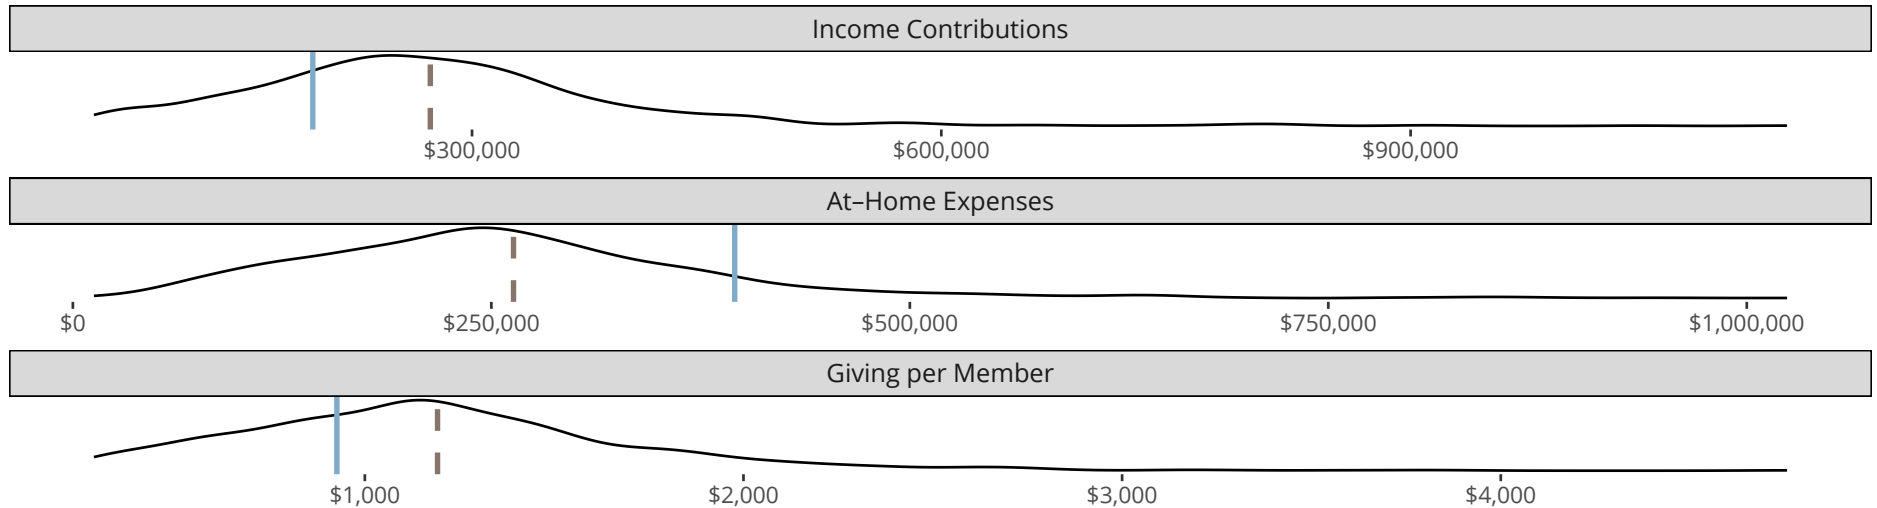 Income Contributions
$300,000 $600,000 $900,000
At–Home Expenses
$0 $250,000 $500,000 $750,000 $1,000,000
Giving per Member
$1,000 $2,000 $3,000 $4,000